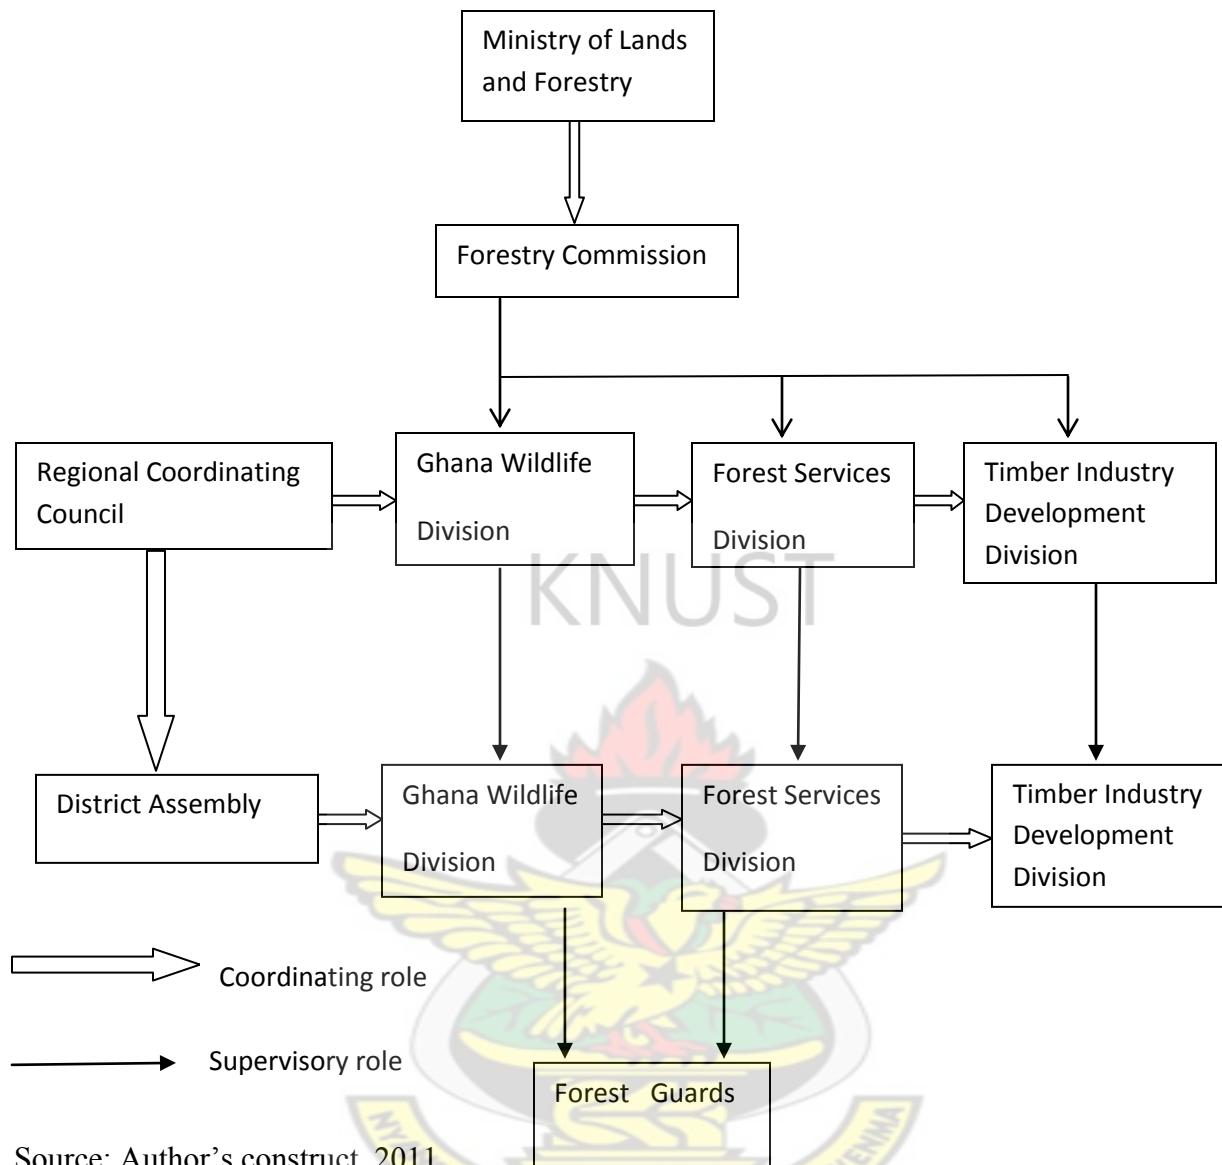 Ministry of Lands
and Forestry
Forestry Commission
Regional Coordinating
Council
Ghana Wildlife
Division
Forest Services
Division
Timber Industry
Development
Division
KNUST
District Assembly
Ghana Wildlife
Division
Forest Services
Division
Timber Industry
Development
Division
Coordinating role
Supervisory role
Forest Guards
Source: Author's construct, 2011